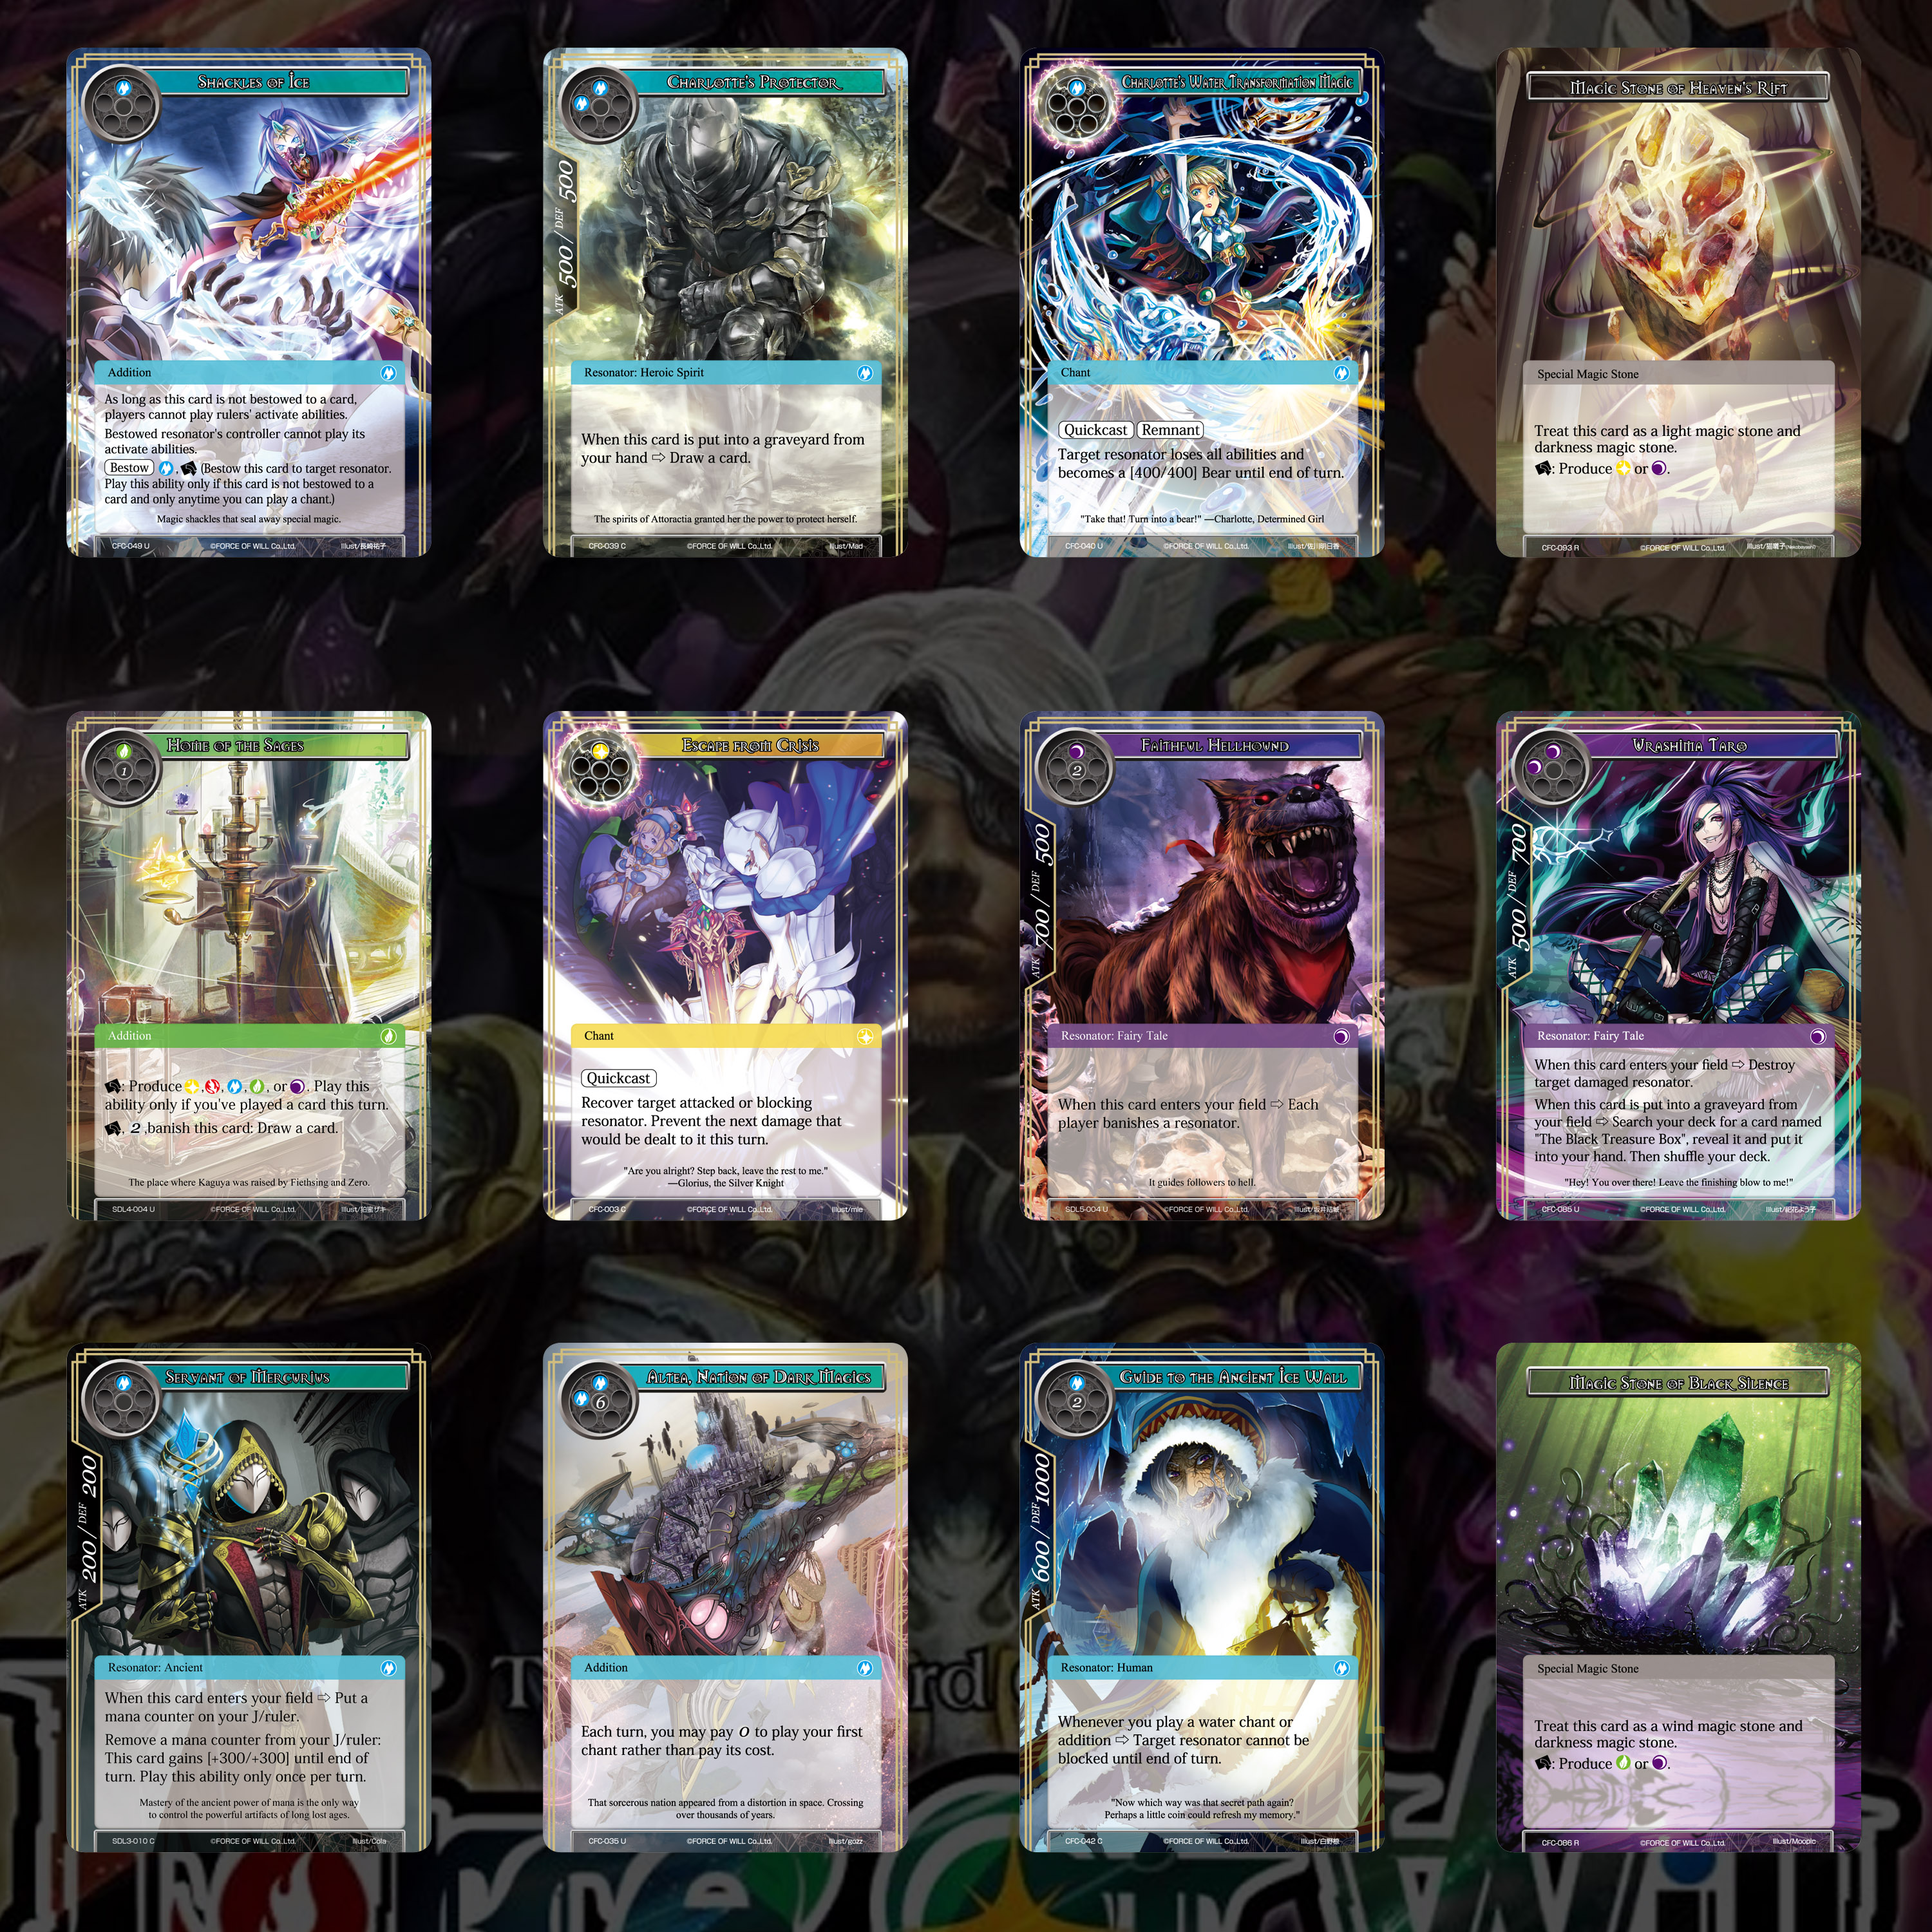 Shackles of Ice
Addition
As long as this card is not bestowed to a card,
players cannot play rulers' activate abilities.
Bestowed resonator's controller cannot play its
activate abilities.
Bestow , (Bestow this card to target resonator.
Play this ability only if this card is not bestowed to a
card and only anytime you can play a chant.)
Magic shackles that seal away special magic.
CFC-049 U ©FORCE OF WILL Co.,Ltd. Illust/長崎祐子
Charlotte's Protector
ATK 500 / DEF 500
Resonator: Heroic Spirit
When this card is put into a graveyard from
your hand ⇨ Draw a card.
The spirits of Attoractia granted her the power to protect herself.
CFC-039 C ©FORCE OF WILL Co.,Ltd. Illust/Mad
Charlotte's Water Transformation Magic
Chant
Quickcast Remnant
Target resonator loses all abilities and
becomes a [400/400] Bear until end of turn.
"Take that! Turn into a bear!" —Charlotte, Determined Girl
CFC-040 U ©FORCE OF WILL Co.,Ltd. Illust/
Magic Stone of Heaven's Rift
Special Magic Stone
Treat this card as a light magic stone and
darkness magic stone.
: Produce or .
CFC-093 R ©FORCE OF WILL Co.,Ltd. Illust/
Home of the Sages
1
Addition
: Produce , , , , or . Play this
ability only if you've played a card this turn.
, 2 ,banish this card: Draw a card.
The place where Kaguya was raised by Fiethsing and Zero.
SDL4-004 U ©FORCE OF WILL Co.,Ltd. Illust/
Escape from Crisis
Chant
Quickcast
Recover target attacked or blocking
resonator. Prevent the next damage that
would be dealt to it this turn.
"Are you alright? Step back, leave the rest to me."
—Glorius, the Silver Knight
CFC-003 C ©FORCE OF WILL Co.,Ltd. Illust/mle
Faithful Hellhound
2
ATK 700 / DEF 500
Resonator: Fairy Tale
When this card enters your field ⇨ Each
player banishes a resonator.
It guides followers to hell.
SDL5-004 U ©FORCE OF WILL Co.,Ltd. Illust/
Urashima Taro
ATK 500 / DEF 700
Resonator: Fairy Tale
When this card enters your field ⇨ Destroy
target damaged resonator.
When this card is put into a graveyard from
your field ⇨ Search your deck for a card named
"The Black Treasure Box", reveal it and put it
into your hand. Then shuffle your deck.
"Hey! You over there! Leave the finishing blow to me!"
CFC-085 U ©FORCE OF WILL Co.,Ltd. Illust/
Servant of Mercurius
ATK 200 / DEF 200
Resonator: Ancient
When this card enters your field ⇨ Put a
mana counter on your J/ruler.
Remove a mana counter from your J/ruler:
This card gains [+300/+300] until end of
turn. Play this ability only once per turn.
Mastery of the ancient power of mana is the only way
to control the powerful artifacts of long lost ages.
SDL3-010 C ©FORCE OF WILL Co.,Ltd. Illust/Cola
Altea, Nation of Dark Magics
6
Addition
Each turn, you may pay 0 to play your first
chant rather than pay its cost.
That sorcerous nation appeared from a distortion in space. Crossing
over thousands of years.
CFC-035 U ©FORCE OF WILL Co.,Ltd. Illust/gozz
Guide to the Ancient Ice Wall
2
ATK 600 / DEF 1000
Resonator: Human
Whenever you play a water chant or
addition ⇨ Target resonator cannot be
blocked until end of turn.
"Now which way was that secret path again?
Perhaps a little coin could refresh my memory."
CFC-042 C ©FORCE OF WILL Co.,Ltd. Illust/白野根
Magic Stone of Black Silence
Special Magic Stone
Treat this card as a wind magic stone and
darkness magic stone.
: Produce or .
CFC-086 R ©FORCE OF WILL Co.,Ltd. Illust/Moopic